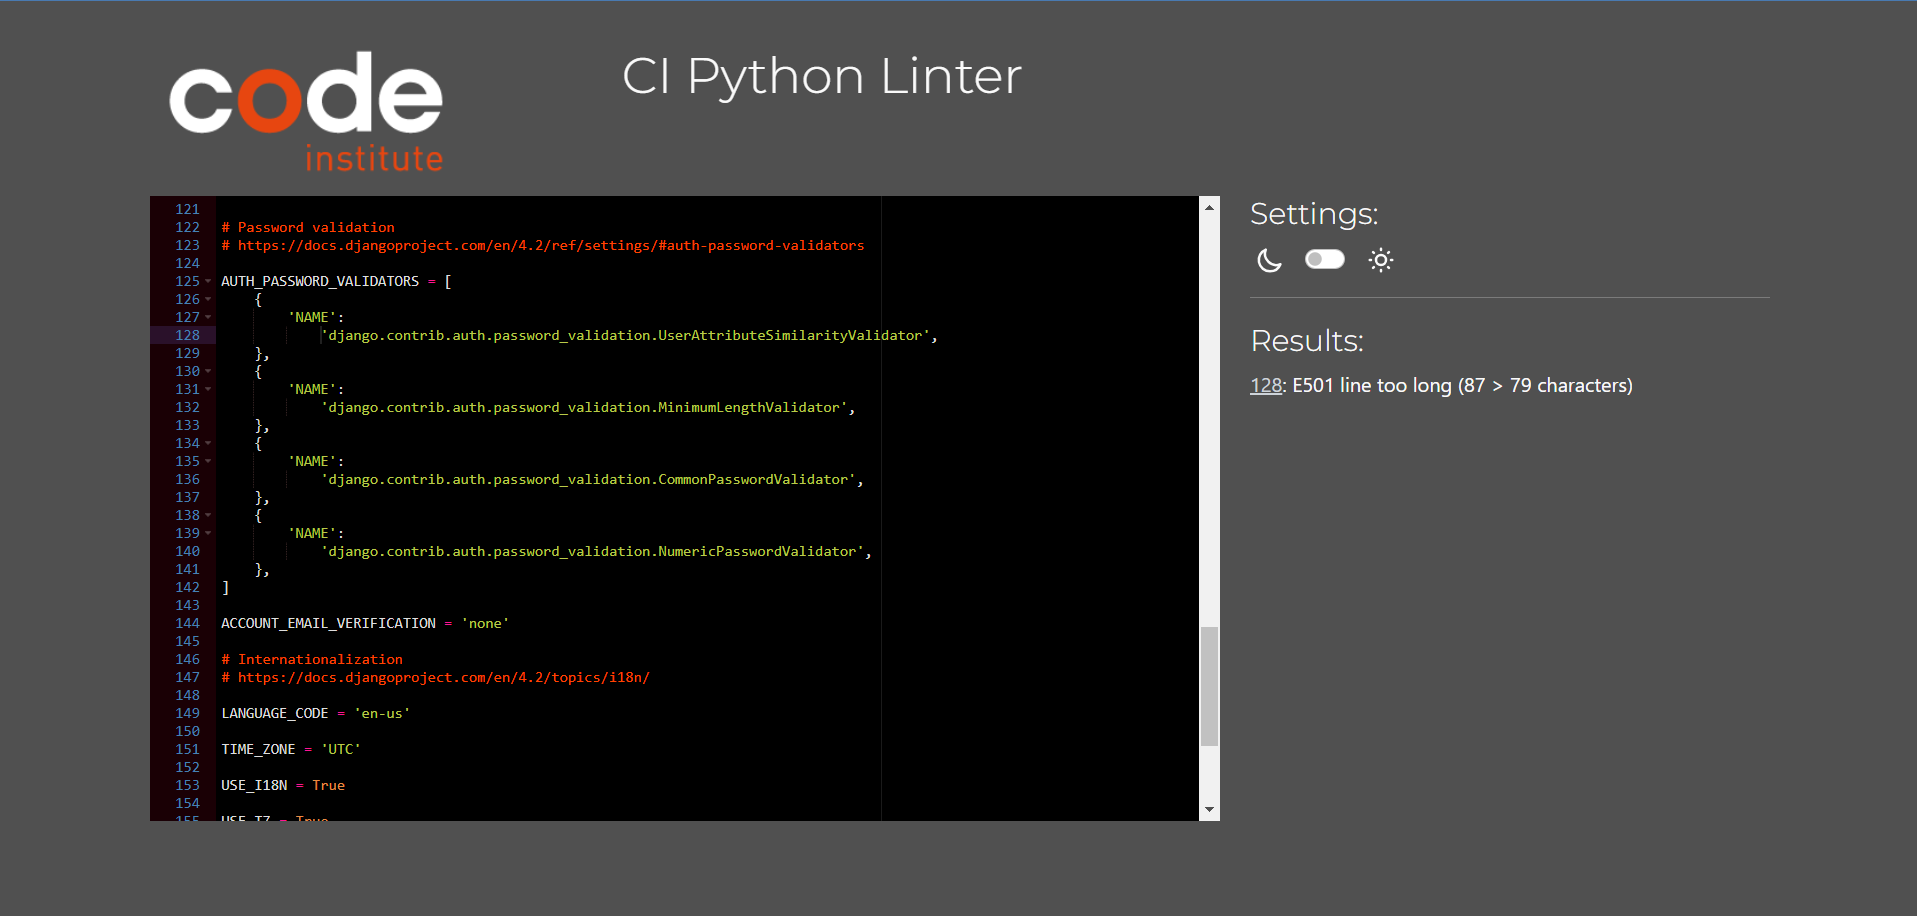 code
institute
CI Python Linter
121
122 # Password validation
123 # https://docs.djangoproject.com/en/4.2/ref/settings/#auth-password-validators
124
125 AUTH_PASSWORD_VALIDATORS = [
126     {
127         'NAME':
128             'django.contrib.auth.password_validation.UserAttributeSimilarityValidator',
129     },
130     {
131         'NAME':
132             'django.contrib.auth.password_validation.MinimumLengthValidator',
133     },
134     {
135         'NAME':
136             'django.contrib.auth.password_validation.CommonPasswordValidator',
137     },
138     {
139         'NAME':
140             'django.contrib.auth.password_validation.NumericPasswordValidator',
141     },
142 ]
143
144 ACCOUNT_EMAIL_VERIFICATION = 'none'
145
146 # Internationalization
147 # https://docs.djangoproject.com/en/4.2/topics/i18n/
148
149 LANGUAGE_CODE = 'en-us'
150
151 TIME_ZONE = 'UTC'
152
153 USE_I18N = True
154
155 USE_TZ = True
Settings:
Results:
128: E501 line too long (87 > 79 characters)